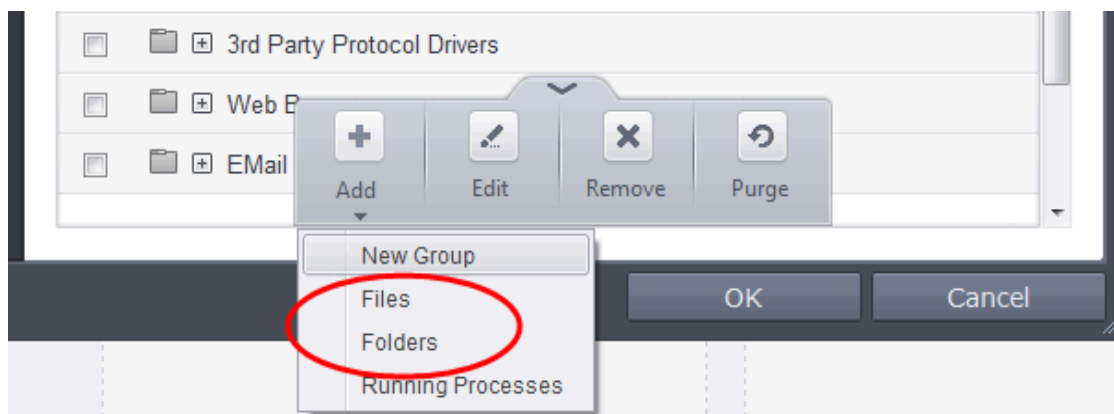 3rd Party Protocol Drivers
Web B
EMail
Add
Edit
Remove
Purge
New Group
Files
Folders
Running Processes
OK
Cancel